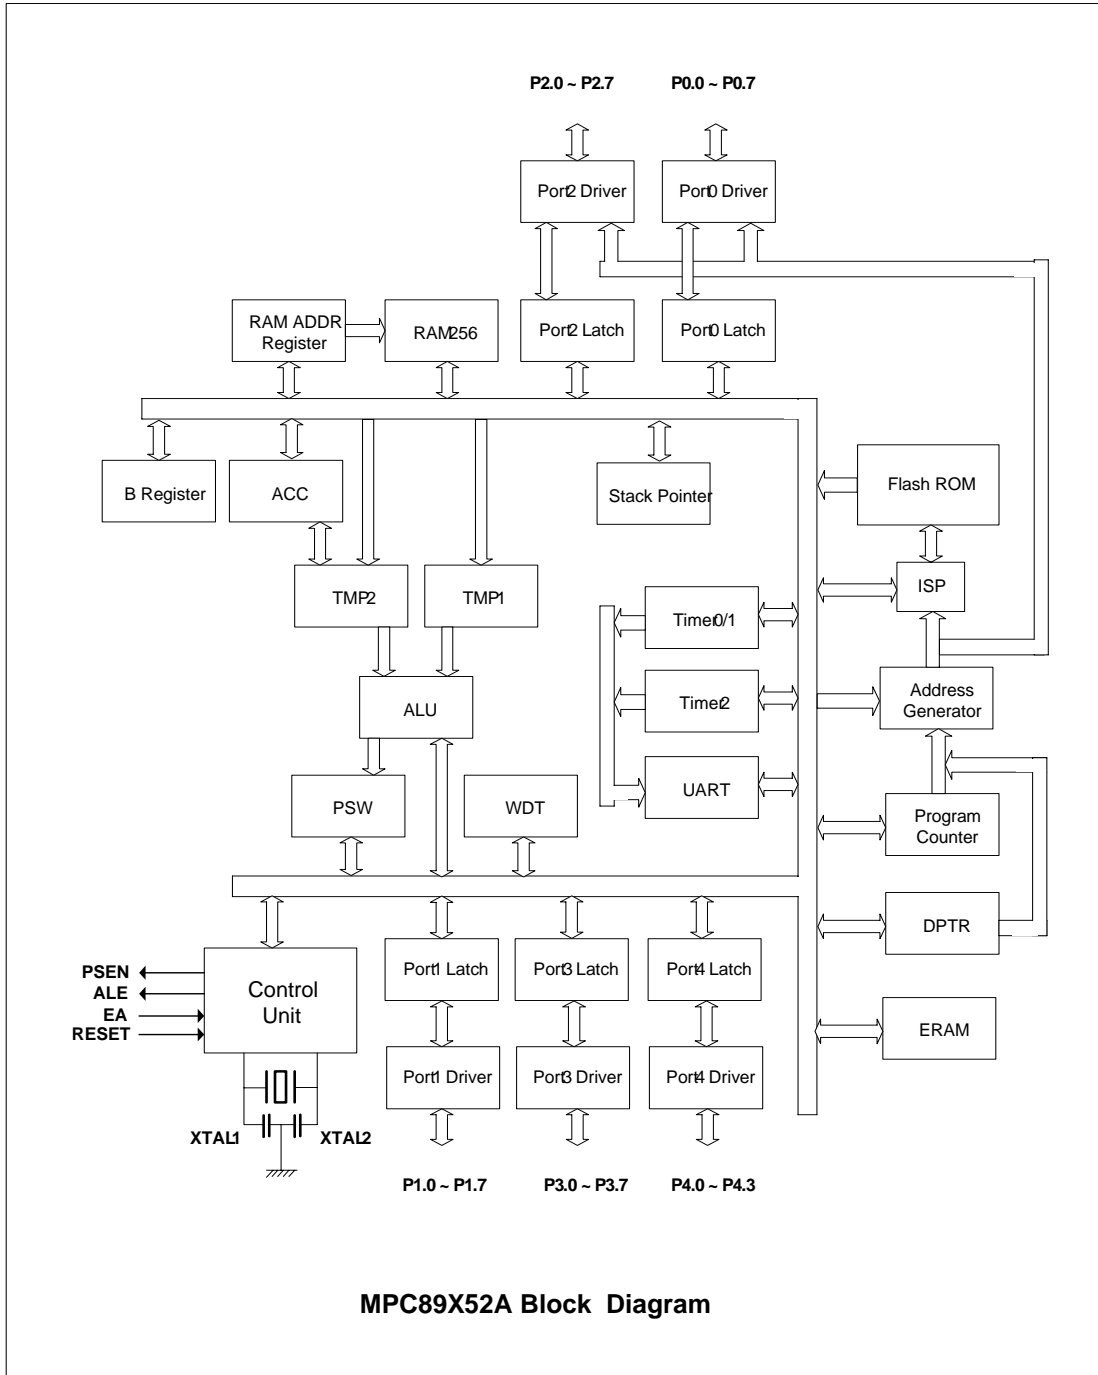 P2.0 ~ P2.7
P0.0 ~ P0.7
Port2 Driver
Port0 Driver
RAM ADDR
Register
RAM256
Port2 Latch
Port0 Latch
B Register
ACC
Stack Pointer
Flash ROM
TMP2
TMP1
ISP
Timer0/1
ALU
Timer2
Address
Generator
PSW
WDT
UART
Program
Counter
DPTR
Control
Unit
PSEN
ALE
EA
RESET
Port1 Latch
Port3 Latch
Port4 Latch
ERAM
Port1 Driver
Port3 Driver
Port4 Driver
XTAL1
XTAL2
P1.0 ~ P1.7
P3.0 ~ P3.7
P4.0 ~ P4.3
MPC89X52A Block Diagram